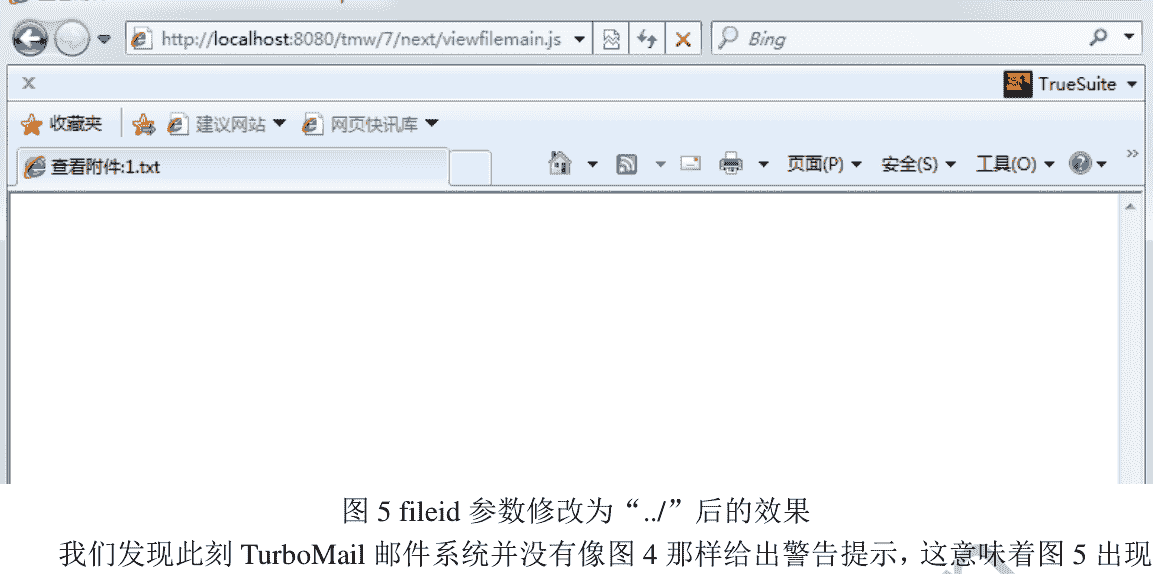 http://localhost:8080/tmw/7/next/viewfilemain.js
Bing
x
TrueSuite
收藏夹
建议网站
网页快讯库
查看附件:1.txt
页面(P)
安全(S)
工具(O)
图 5 fileid 参数修改为“../”后的效果
我们发现此刻 TurboMail 邮件系统并没有像图 4 那样给出警告提示，这意味着图 5 出现